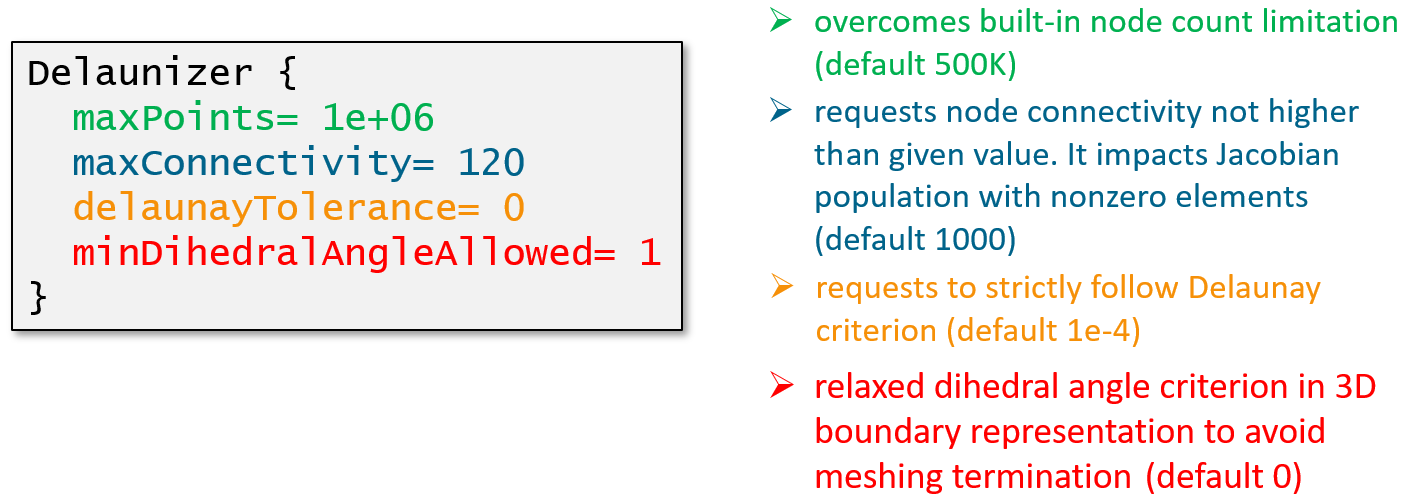 Delaunizer {
maxPoints= 1e+06
maxConnectivity= 120
delaunayTolerance= 0
minDihedralAngleAllowed= 1
}
overcomes built-in node count limitation
(default 500K)
requests node connectivity not higher
than given value. It impacts Jacobian
population with nonzero elements
(default 1000)
requests to strictly follow Delaunay
criterion (default 1e-4)
relaxed dihedral angle criterion in 3D
boundary representation to avoid
meshing termination (default 0)